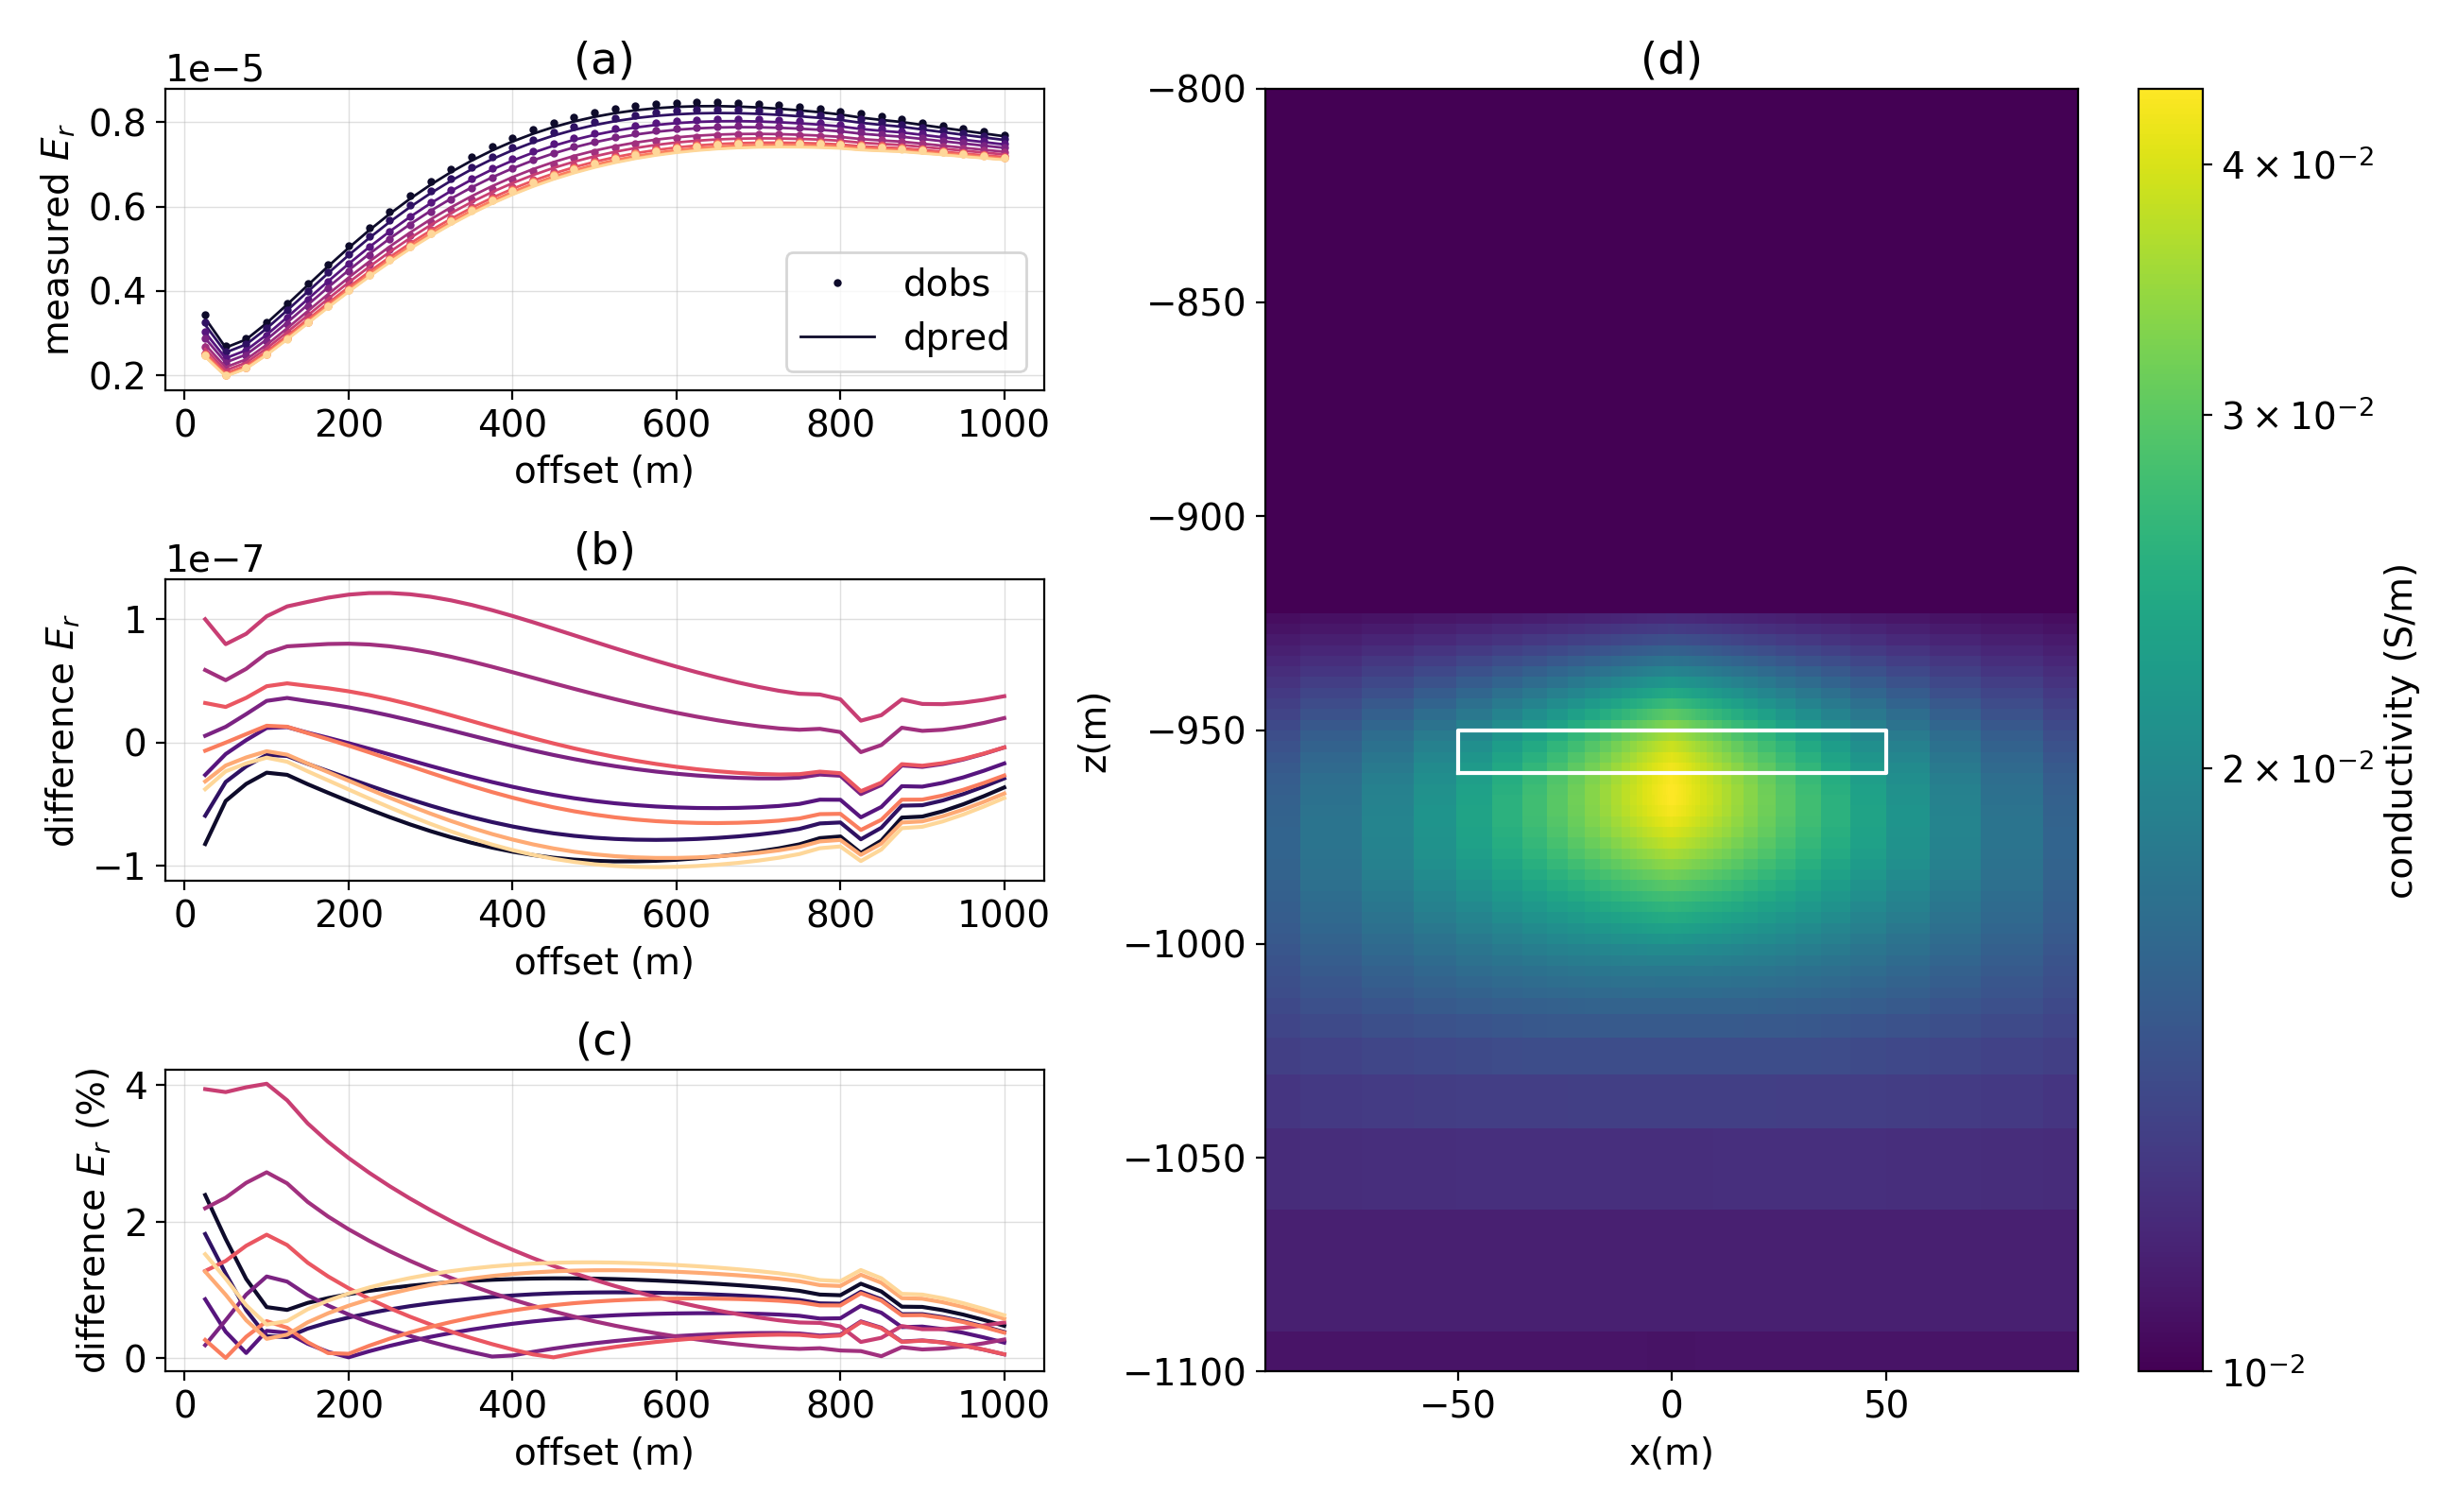 (a)
1e−5
measured E_r
0.8
0.6
0.4
0.2
dobs
dpred
0 200 400 600 800 1000
offset (m)
(b)
1e−7
difference E_r
1
0
−1
0 200 400 600 800 1000
offset (m)
(c)
difference E_r (%)
4
2
0
0 200 400 600 800 1000
offset (m)
(d)
z(m)
−800
−850
−900
−950
−1000
−1050
−1100
−50 0 50
x(m)
4 × 10⁻²
3 × 10⁻²
2 × 10⁻²
10⁻²
conductivity (S/m)